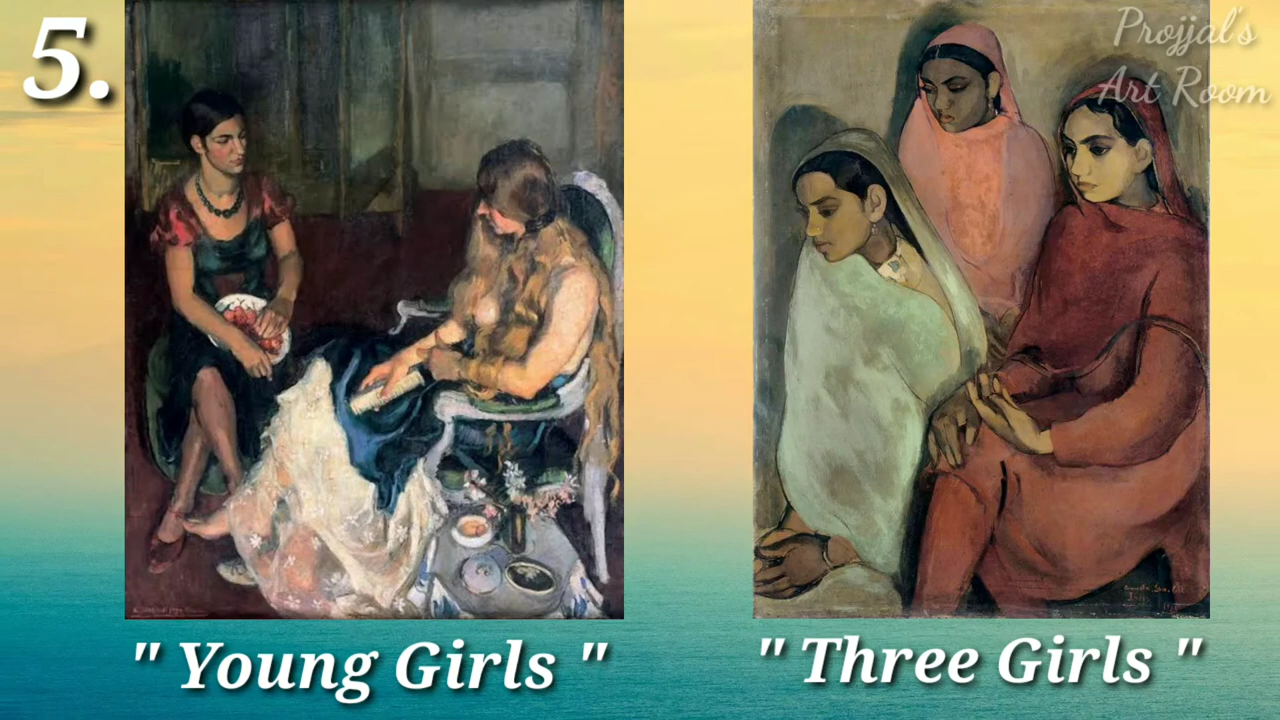 5.
Projjal's
Art Room
" Young Girls "
" Three Girls "